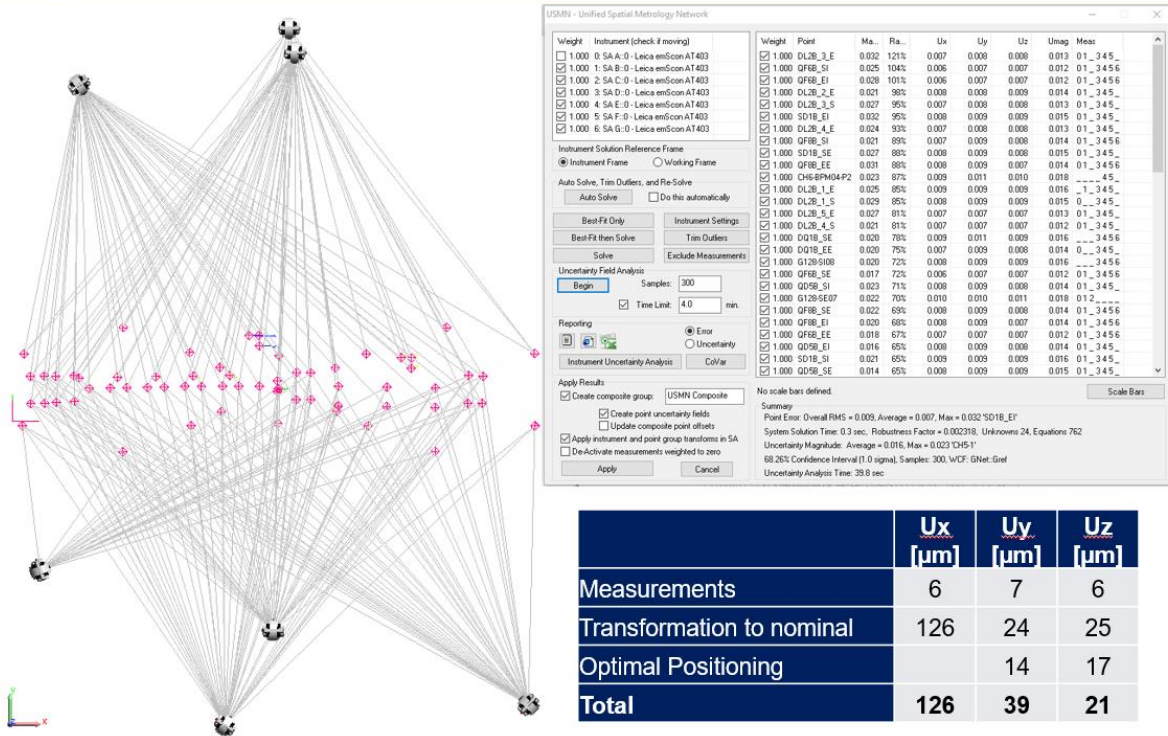 USMN - Unified Spatial Metrology Network
Weight Instrument (check if moving)
1.000 0: SA A::0 - Leica emScon AT403
1.000 1: SA B::0 - Leica emScon AT403
1.000 2: SA C::0 - Leica emScon AT403
1.000 3: SA D::0 - Leica emScon AT403
1.000 4: SA E::0 - Leica emScon AT403
1.000 5: SA F::0 - Leica emScon AT403
1.000 6: SA G::0 - Leica emScon AT403
Instrument Solution Reference Frame
Instrument Frame Working Frame
Auto Solve, Trim Outliers, and Re-Solve
Auto Solve Do this automatically
Best-Fit Only Instrument Settings
Best-Fit then Solve Trim Outliers
Solve Exclude Measurements
Uncertainty Field Analysis
Begin Samples: 300
Time Limit: 4.0 min.
Reporting
Error
Uncertainty
Instrument Uncertainty Analysis CoVar
Apply Results
Create composite group: USMN Composite
Create point uncertainty fields
Update composite point offsets
Apply instrument and point group transforms in SA
De-Activate measurements weighted to zero
Apply Cancel
Weight Point Ma... Ra... Ux Uy Uz Umag Meas
1.000 DL2B_3_E 0.032 121% 0.007 0.008 0.008 0.013 01_345_
1.000 QF6B_SI 0.025 104% 0.006 0.007 0.007 0.012 01_3456
1.000 QF6B_EI 0.028 101% 0.006 0.007 0.007 0.012 01_3456
1.000 DL2B_2_E 0.021 98% 0.008 0.008 0.009 0.014 01_345_
1.000 DL2B_3_S 0.027 95% 0.007 0.008 0.008 0.014 01_345_
1.000 SD1B_EI 0.032 95% 0.008 0.009 0.009 0.015 01_345_
1.000 DL2B_4_E 0.024 93% 0.007 0.008 0.008 0.013 01_345_
1.000 QF8B_SI 0.021 89% 0.007 0.008 0.008 0.014 01_3456
1.000 SD1B_SE 0.027 88% 0.008 0.009 0.008 0.015 01_345_
1.000 QF8B_EE 0.031 88% 0.007 0.008 0.008 0.014 01_3456
1.000 CH6-BPM04-P2 0.023 87% 0.009 0.011 0.010 0.018 ____45_
1.000 DL2B_1_E 0.025 85% 0.009 0.009 0.009 0.016 _1_345_
1.000 DL2B_1_S 0.029 85% 0.008 0.009 0.009 0.015 0__345_
1.000 DL2B_5_E 0.027 81% 0.007 0.007 0.007 0.013 01_345_
1.000 DL2B_4_S 0.021 81% 0.007 0.007 0.007 0.012 01_345_
1.000 DQ1B_SE 0.020 78% 0.009 0.011 0.009 0.016 ___3456
1.000 DQ1B_EE 0.020 75% 0.007 0.009 0.008 0.014 0__345_
1.000 G128-SI08 0.020 72% 0.008 0.009 0.009 0.016 ___3456
1.000 QF6B_SE 0.017 72% 0.006 0.007 0.007 0.012 01_3456
1.000 QD5B_SI 0.023 71% 0.008 0.009 0.008 0.014 01_345_
1.000 G128-SE07 0.022 70% 0.010 0.010 0.011 0.018 012____
1.000 QF8B_SE 0.022 69% 0.008 0.009 0.008 0.014 01_3456
1.000 QF8B_EI 0.020 68% 0.008 0.009 0.007 0.014 01_3456
1.000 QF6B_EE 0.018 67% 0.007 0.007 0.007 0.012 01_3456
1.000 QD5B_EI 0.016 65% 0.008 0.009 0.008 0.014 01_345_
1.000 SD1B_SI 0.021 65% 0.009 0.009 0.009 0.016 01_345_
1.000 QD5B_SE 0.014 65% 0.008 0.009 0.009 0.015 01_345_
No scale bars defined. Scale Bars
Summary
Point Error: Overall RMS = 0.009, Average = 0.007, Max = 0.032 'SD1B_EI'
System Solution Time: 0.3 sec, Robustness Factor = 0.002318, Unknowns 24, Equations 762
Uncertainty Magnitude: Average = 0.016, Max = 0.023 'CH5-1'
68.26% Confidence Interval (1.0 sigma), Samples: 300, WCF: GNet::Gref
Uncertainty Analysis Time: 39.8 sec
Ux [µm] Uy [µm] Uz [µm]
Measurements 6 7 6
Transformation to nominal 126 24 25
Optimal Positioning 14 17
Total 126 39 21